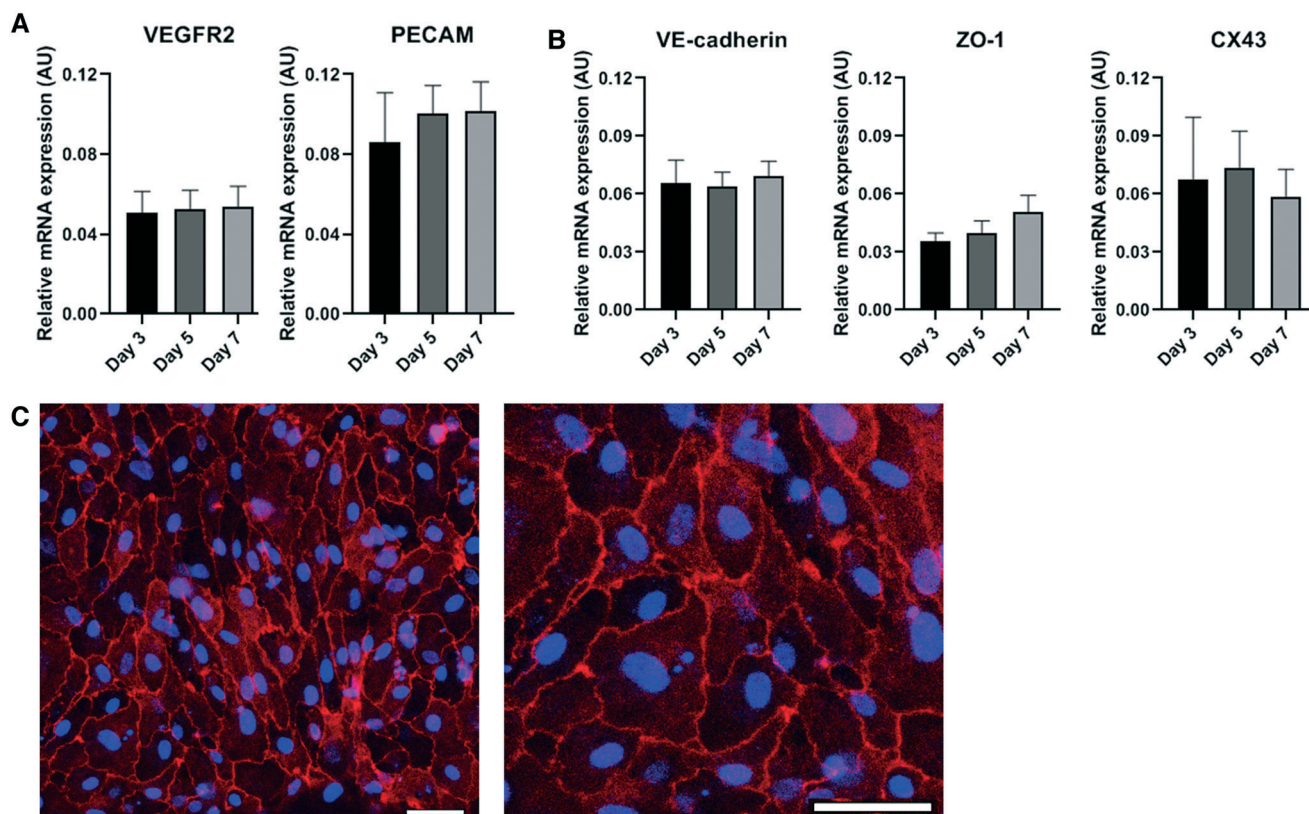 A
VEGFR2
Relative mRNA expression (AU)
0.12
0.08
0.04
0.00
Day 3
Day 5
Day 7
PECAM
Relative mRNA expression (AU)
0.12
0.08
0.04
0.00
Day 3
Day 5
Day 7
B
VE-cadherin
Relative mRNA expression (AU)
0.12
0.09
0.06
0.03
0.00
Day 3
Day 5
Day 7
ZO-1
Relative mRNA expression (AU)
0.12
0.09
0.06
0.03
0.00
Day 3
Day 5
Day 7
CX43
Relative mRNA expression (AU)
0.12
0.09
0.06
0.03
0.00
Day 3
Day 5
Day 7
C